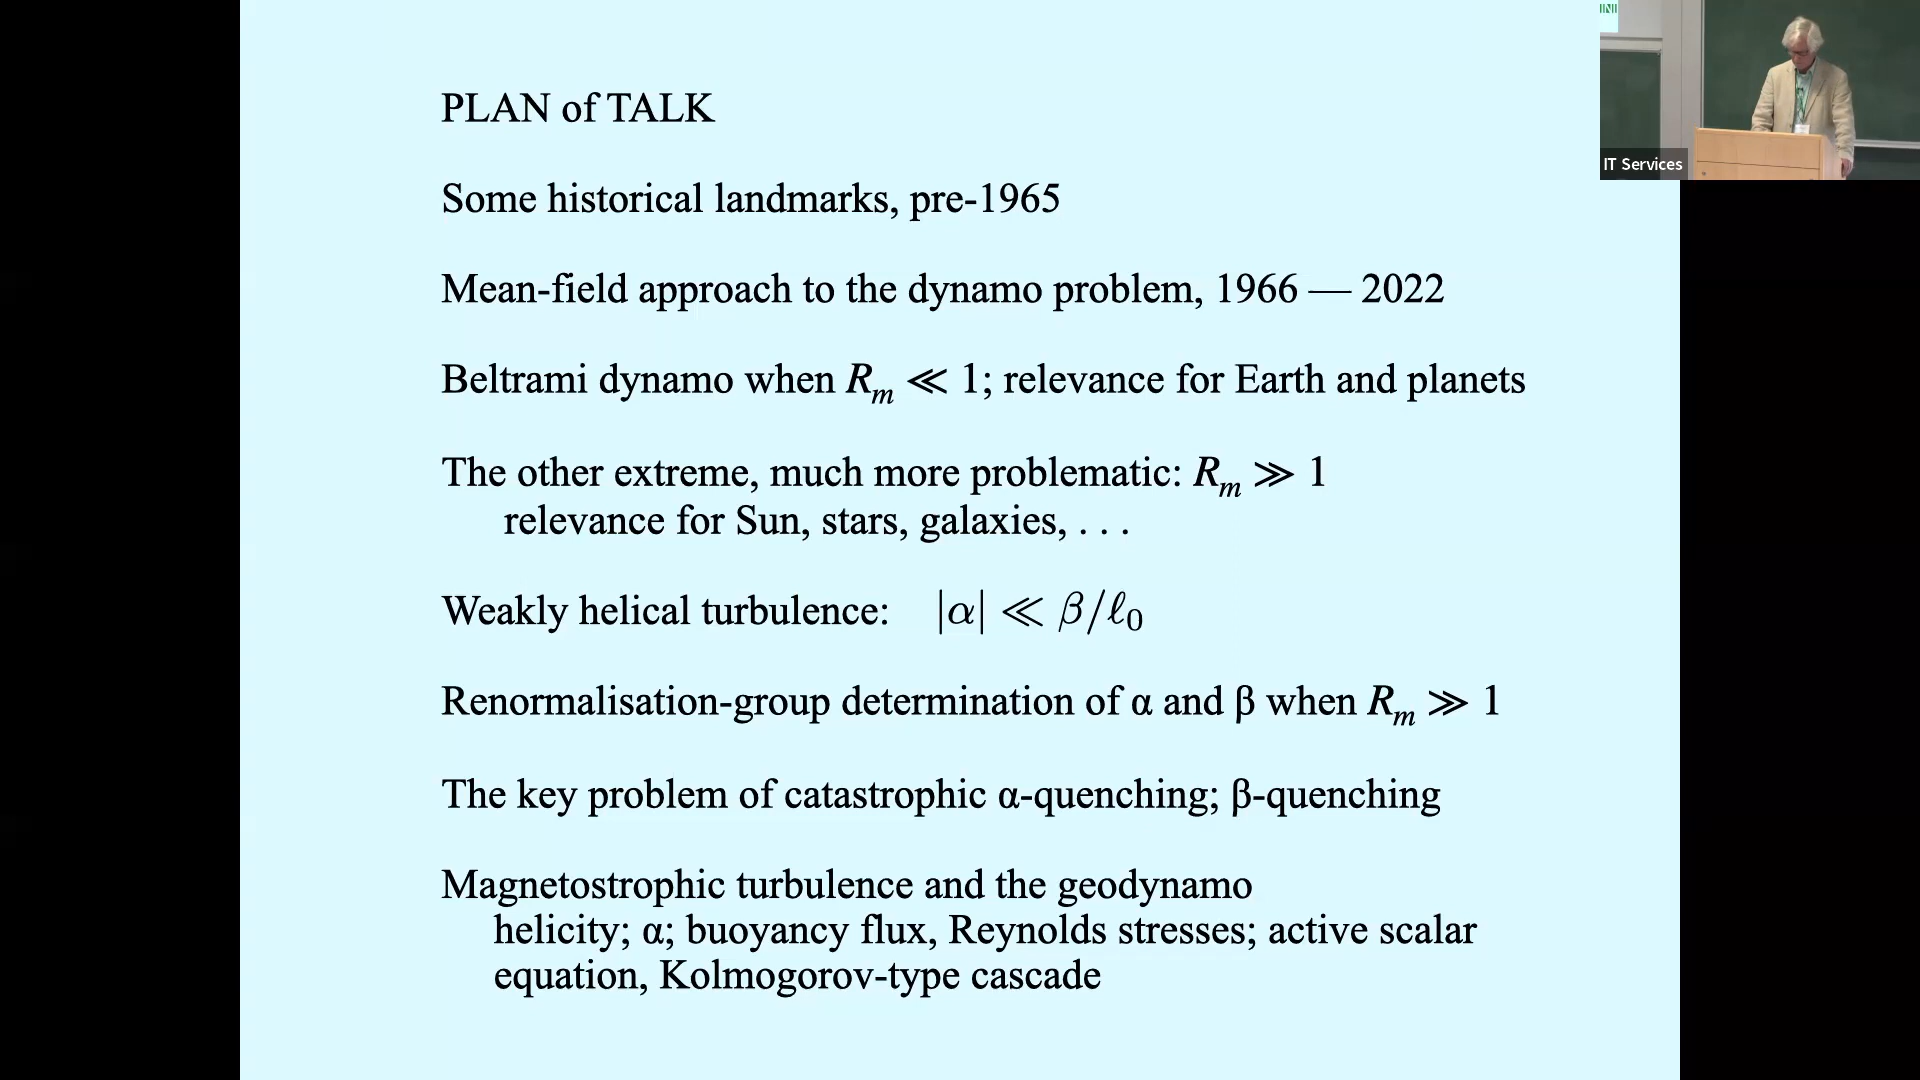 PLAN of TALK
Some historical landmarks, pre-1965
Mean-field approach to the dynamo problem, 1966 — 2022
Beltrami dynamo when Rₘ ≪ 1; relevance for Earth and planets
The other extreme, much more problematic: Rₘ ≫ 1
relevance for Sun, stars, galaxies, . . .
Weakly helical turbulence: |α| ≪ β/ℓ₀
Renormalisation-group determination of α and β when Rₘ ≫ 1
The key problem of catastrophic α-quenching; β-quenching
Magnetostrophic turbulence and the geodynamo
helicity; α; buoyancy flux, Reynolds stresses; active scalar
equation, Kolmogorov-type cascade
IT Services